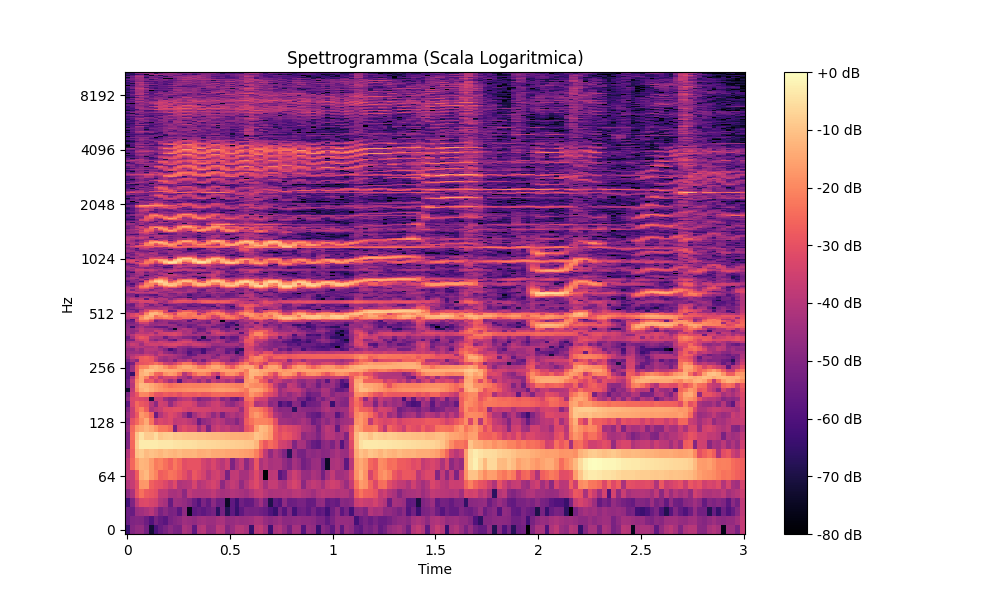 Spettrogramma (Scala Logaritmica)
8192
4096
2048
1024
512
256
128
64
0
Hz
0 0.5 1 1.5 2 2.5 3
Time
+0 dB
-10 dB
-20 dB
-30 dB
-40 dB
-50 dB
-60 dB
-70 dB
-80 dB